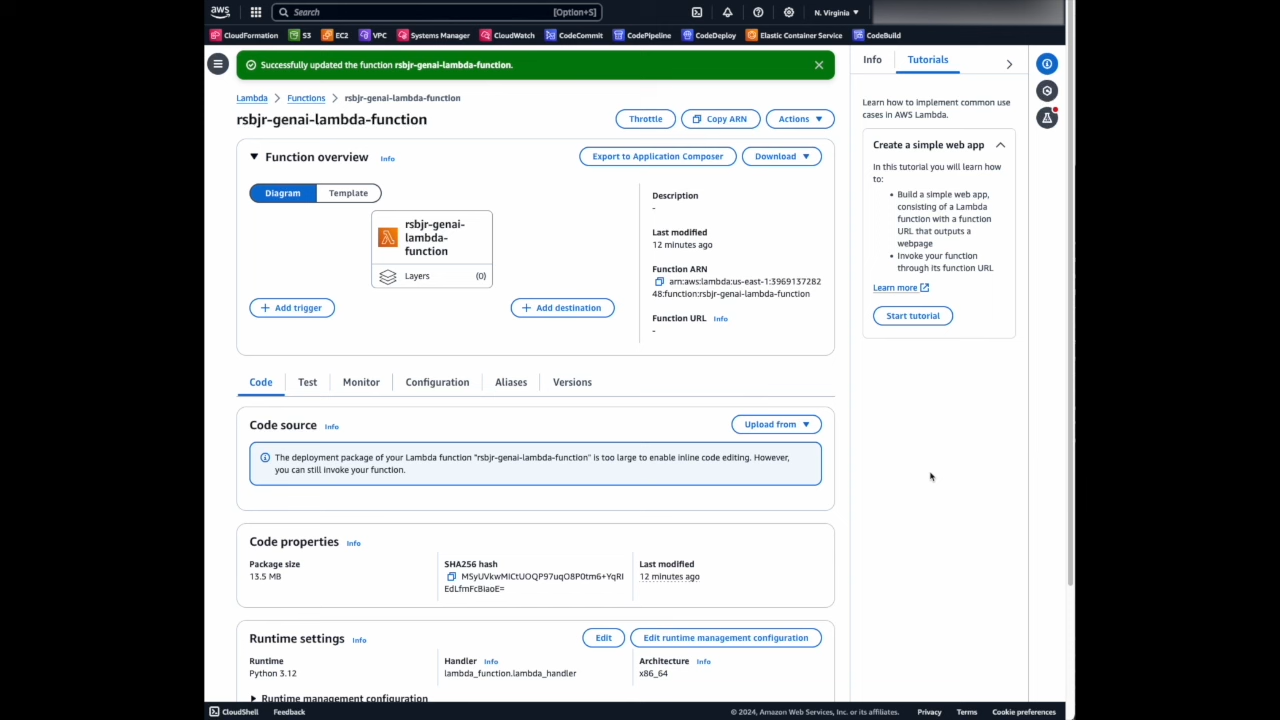 aws
Search
[Option+S]
N. Virginia
CloudFormation
S3
EC2
VPC
Systems Manager
CloudWatch
CodeCommit
CodePipeline
CodeDeploy
Elastic Container Service
CodeBuild
Successfully updated the function rsbjr-genai-lambda-function.
Lambda
Functions
rsbjr-genai-lambda-function
rsbjr-genai-lambda-function
Throttle
Copy ARN
Actions
Function overview
Info
Export to Application Composer
Download
Diagram
Template
rsbjr-genai-
lambda-
function
Layers
(0)
Add trigger
Add destination
Description
-
Last modified
12 minutes ago
Function ARN
arn:aws:lambda:us-east-1:3969137282
48:function:rsbjr-genai-lambda-function
Function URL Info
-
Code
Test
Monitor
Configuration
Aliases
Versions
Code source Info
Upload from
The deployment package of your Lambda function "rsbjr-genai-lambda-function" is too large to enable inline code editing. However,
you can still invoke your function.
Code properties Info
Package size
13.5 MB
SHA256 hash
MSyUVkwMICtUOQP97uqO8P0tm6+YqRl
EdLfmFcBiaoE=
Last modified
12 minutes ago
Runtime settings Info
Edit
Edit runtime management configuration
Runtime
Python 3.12
Handler Info
lambda_function.lambda_handler
Architecture Info
x86_64
Runtime management configuration
Info
Tutorials
Learn how to implement common use
cases in AWS Lambda.
Create a simple web app
In this tutorial you will learn how
to:
• Build a simple web app,
consisting of a Lambda
function with a function
URL that outputs a
webpage
• Invoke your function
through its function URL
Learn more
Start tutorial
CloudShell
Feedback
© 2024, Amazon Web Services, Inc. or its affiliates.
Privacy
Terms
Cookie preferences